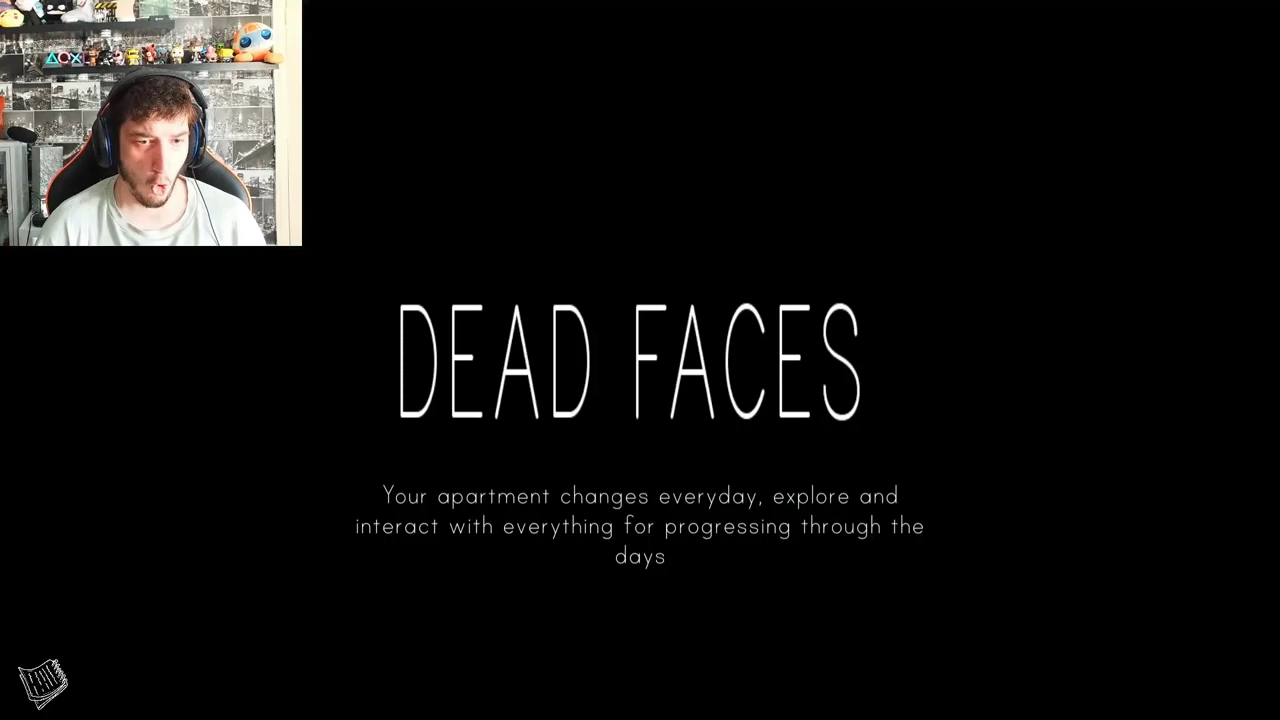 DEAD FACES
Your apartment changes everyday, explore and
interact with everything for progressing through the
days